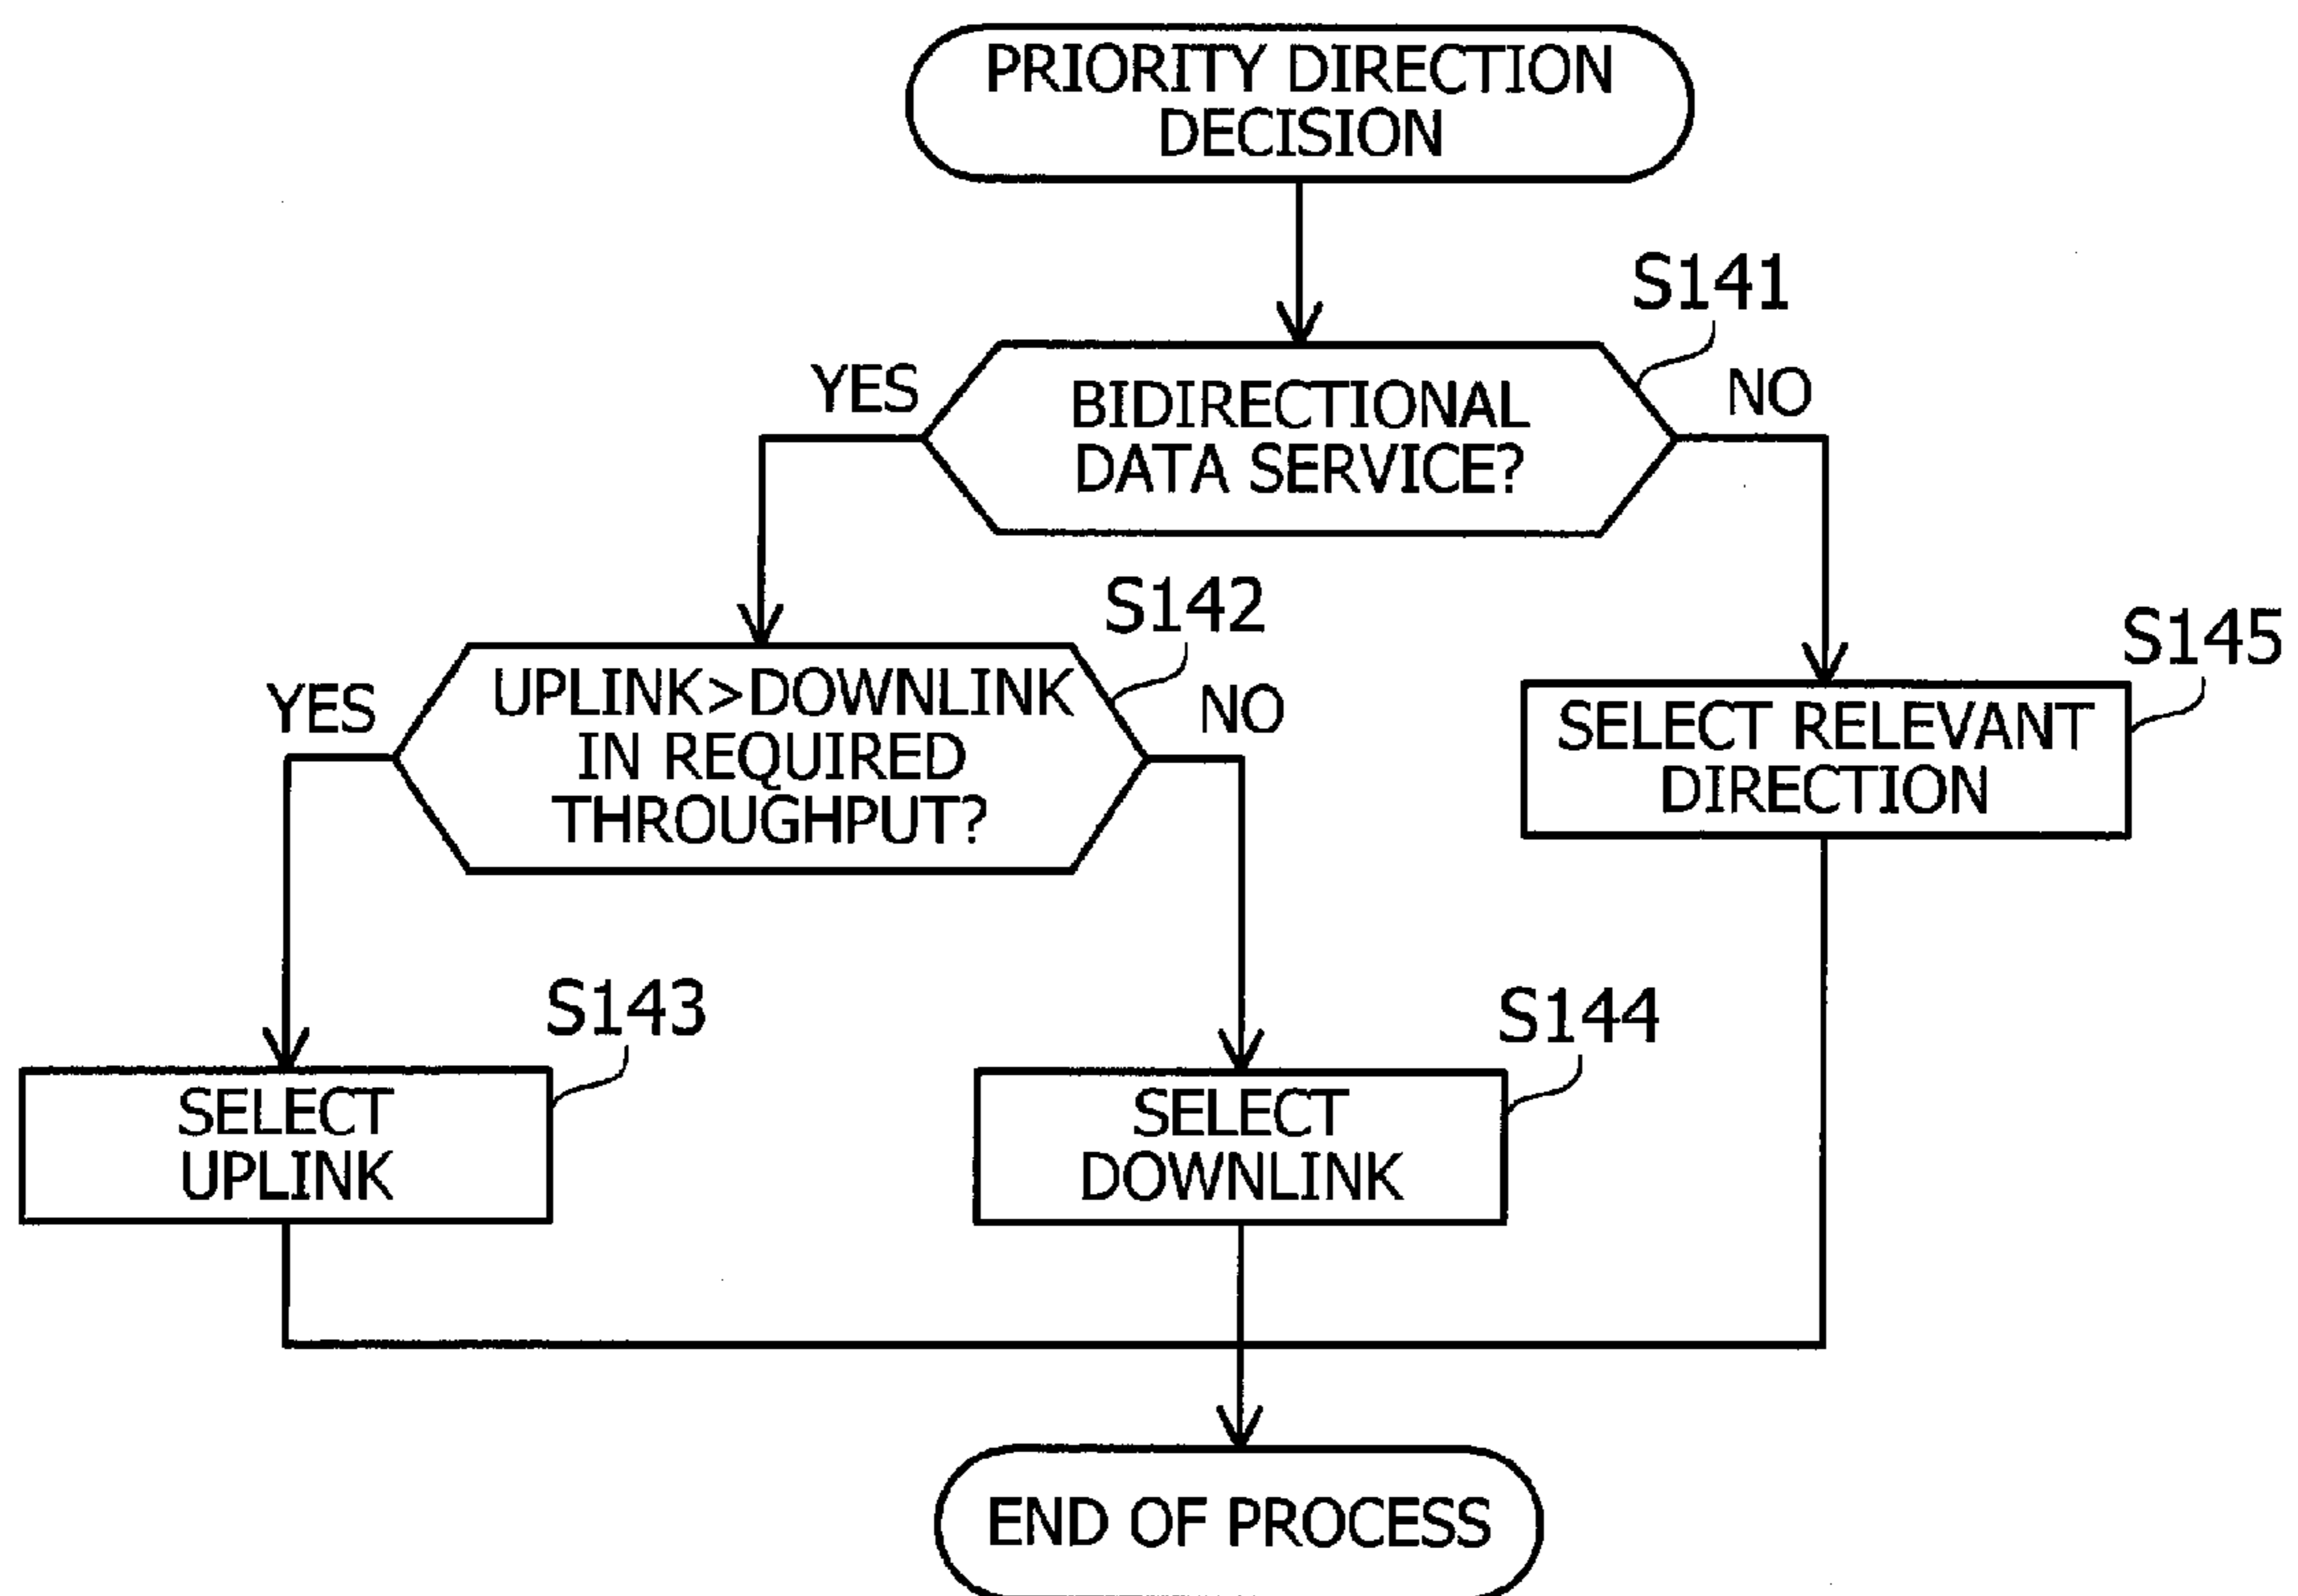 PRIORITY DIRECTION
DECISION
S141
YES
NO
BIDIRECTIONAL
DATA SERVICE?
S142
S145
YES
UPLINK>DOWNLINK
IN REQUIRED
THROUGHPUT?
NO
SELECT RELEVANT
DIRECTION
S143
S144
SELECT
UPLINK
SELECT
DOWNLINK
END OF PROCESS